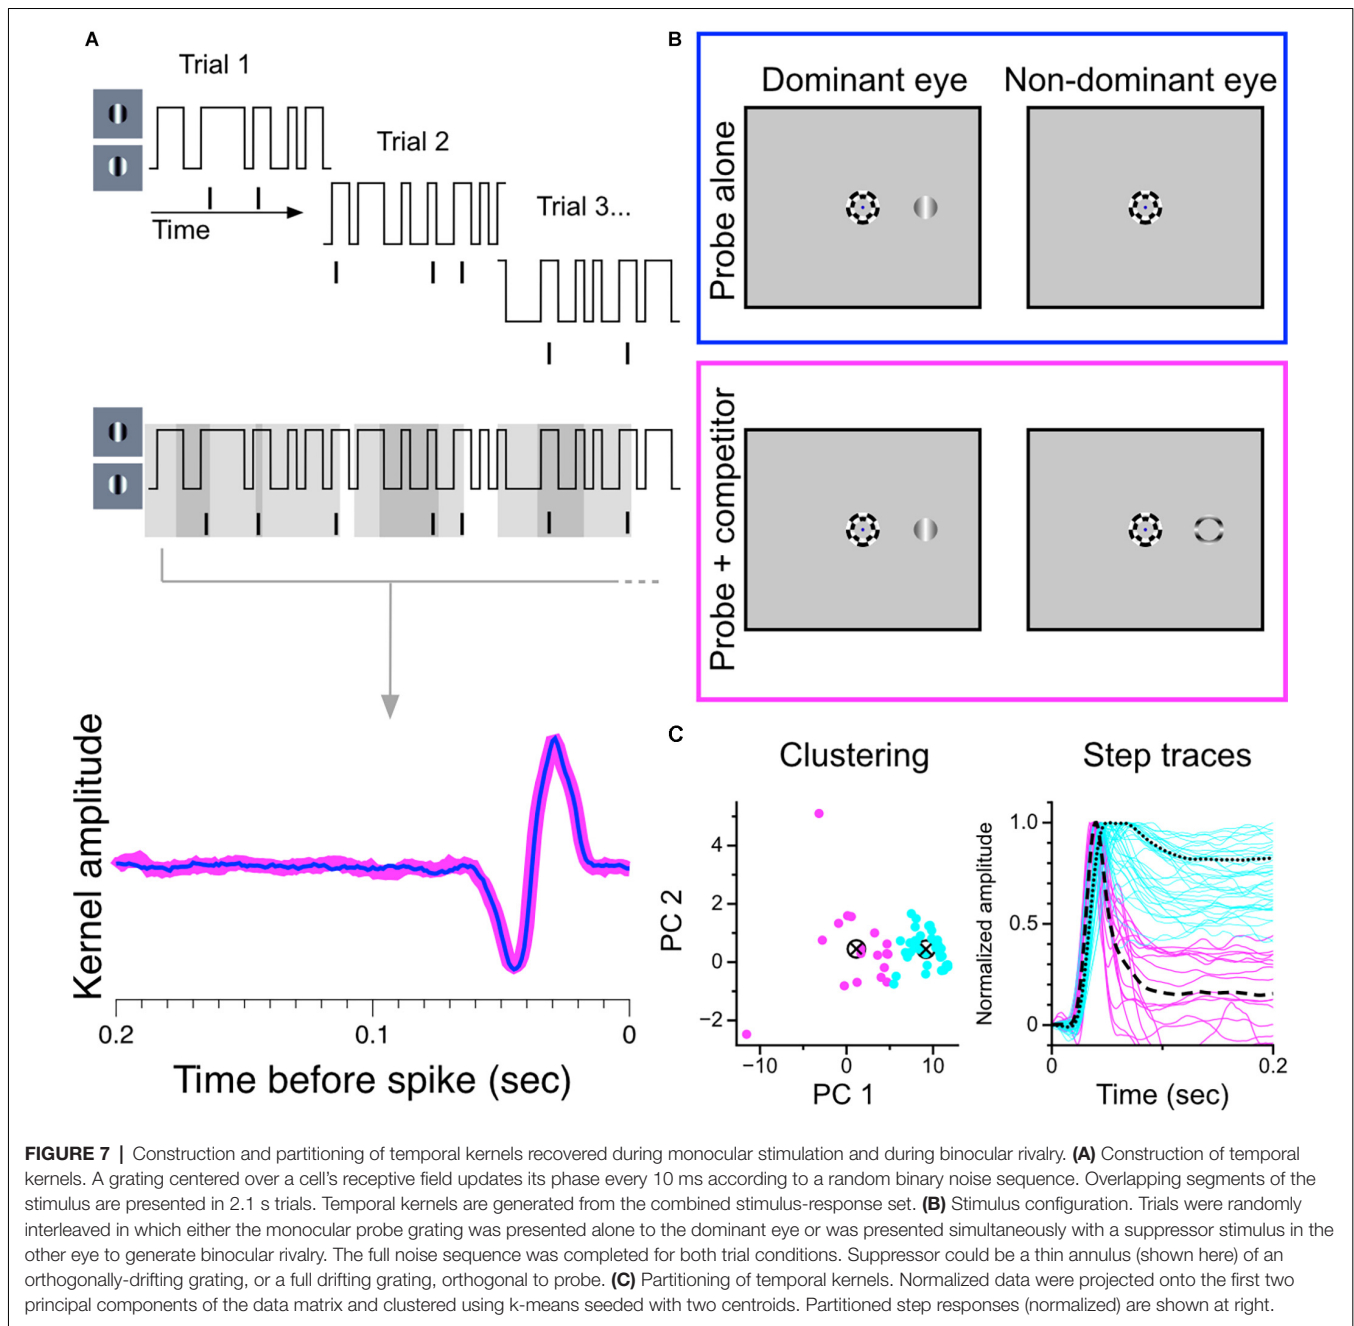 A
Trial 1
Trial 2
Trial 3...
Time
Kernel amplitude
0.2
0.1
0
Time before spike (sec)
B
Dominant eye
Non-dominant eye
Probe alone
Probe + competitor
C
Clustering
PC 2
4
2
0
−2
−10
0
10
PC 1
Step traces
Normalized amplitude
1.0
0.5
0
0
0.2
Time (sec)
FIGURE 7 | Construction and partitioning of temporal kernels recovered during monocular stimulation and during binocular rivalry. (A) Construction of temporal
kernels. A grating centered over a cell's receptive field updates its phase every 10 ms according to a random binary noise sequence. Overlapping segments of the
stimulus are presented in 2.1 s trials. Temporal kernels are generated from the combined stimulus-response set. (B) Stimulus configuration. Trials were randomly
interleaved in which either the monocular probe grating was presented alone to the dominant eye or was presented simultaneously with a suppressor stimulus in the
other eye to generate binocular rivalry. The full noise sequence was completed for both trial conditions. Suppressor could be a thin annulus (shown here) of an
orthogonally-drifting grating, or a full drifting grating, orthogonal to probe. (C) Partitioning of temporal kernels. Normalized data were projected onto the first two
principal components of the data matrix and clustered using k-means seeded with two centroids. Partitioned step responses (normalized) are shown at right.